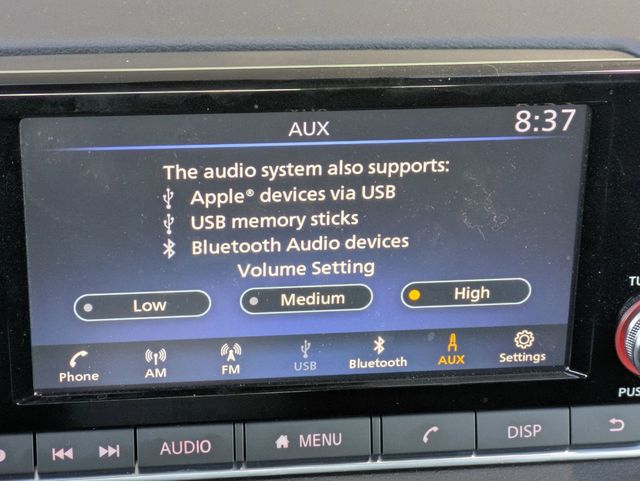 AUX 8:37
The audio system also supports:
Apple® devices via USB
USB memory sticks
Bluetooth Audio devices
Volume Setting
Low Medium High
Phone AM FM USB Bluetooth AUX Settings
AUDIO MENU DISP